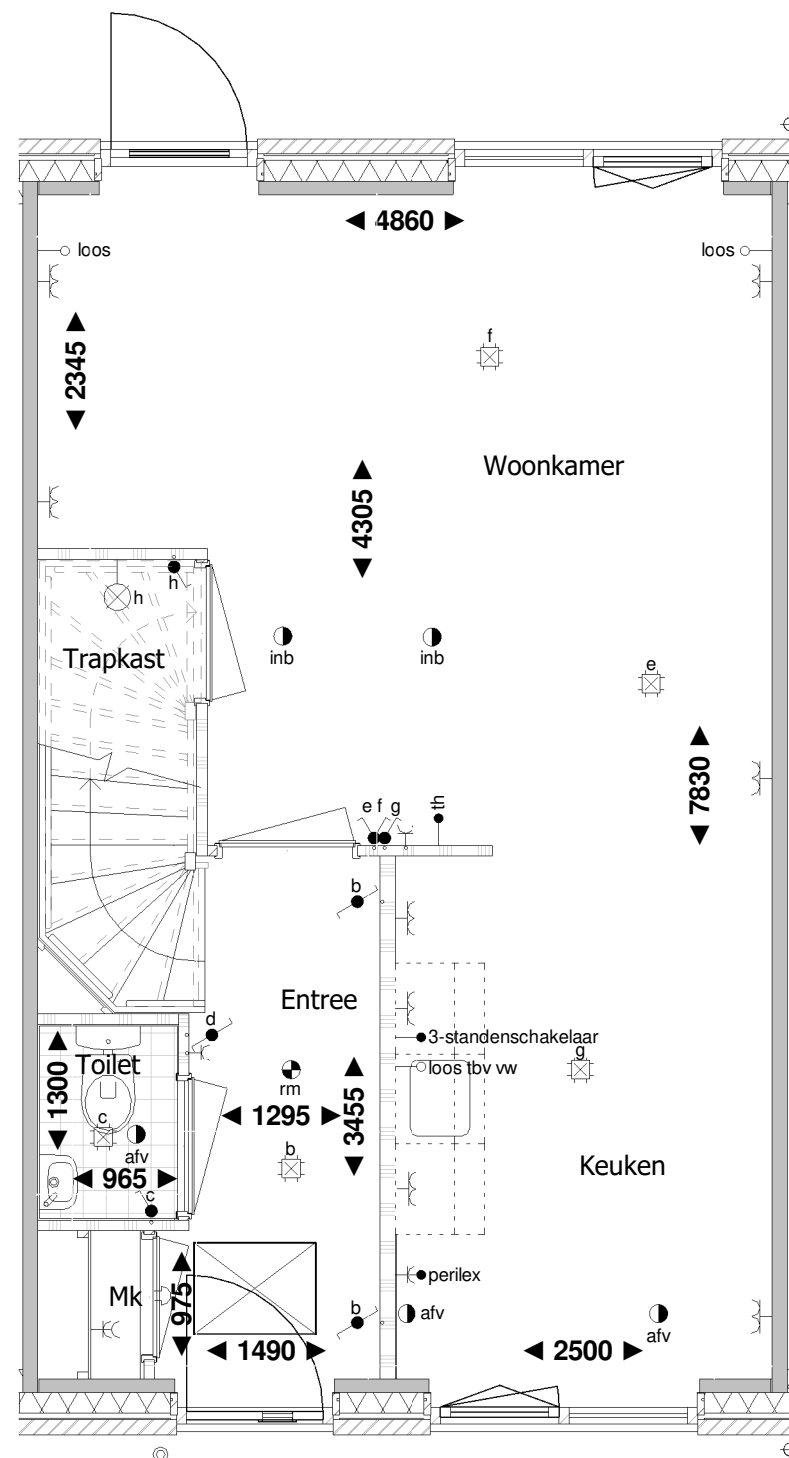 4860
loos
loos
2345
f
Woonkamer
4305
h
h
Trapkast
inb
inb
e
7830
e f g
th
b
Entree
d
3-standenschakelaar
g
Toilet
loos tbv vw
rm
1300
1295
3455
c
afv
b
965
Keuken
c
perilex
Mk
975
b
afv
afv
1490
2500